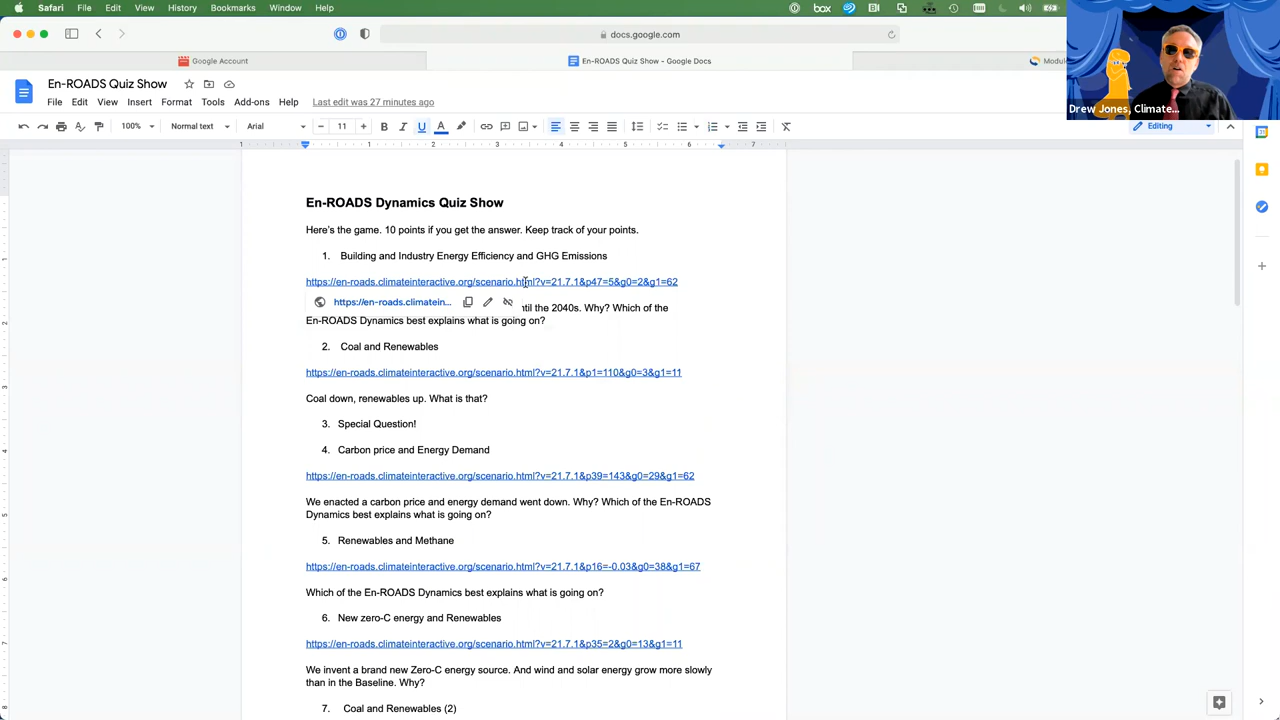 Safari File Edit View History Bookmarks Window Help
box
docs.google.com
Google Account
En-ROADS Quiz Show – Google Docs
Modul
Drew Jones, Climate...
En-ROADS Quiz Show
File Edit View Insert Format Tools Add-ons Help Last edit was 27 minutes ago
100% Normal text Arial 11 B I U A Editing
1 1 2 3 4 5 6 7
En-ROADS Dynamics Quiz Show
Here's the game. 10 points if you get the answer. Keep track of your points.
1. Building and Industry Energy Efficiency and GHG Emissions
https://en-roads.climateinteractive.org/scenario.html?v=21.7.1&p47=5&g0=2&g1=62
https://en-roads.climatein...
ntil the 2040s. Why? Which of the
En-ROADS Dynamics best explains what is going on?
2. Coal and Renewables
https://en-roads.climateinteractive.org/scenario.html?v=21.7.1&p1=110&g0=3&g1=11
Coal down, renewables up. What is that?
3. Special Question!
4. Carbon price and Energy Demand
https://en-roads.climateinteractive.org/scenario.html?v=21.7.1&p39=143&g0=29&g1=62
We enacted a carbon price and energy demand went down. Why? Which of the En-ROADS
Dynamics best explains what is going on?
5. Renewables and Methane
https://en-roads.climateinteractive.org/scenario.html?v=21.7.1&p16=-0.03&g0=38&g1=67
Which of the En-ROADS Dynamics best explains what is going on?
6. New zero-C energy and Renewables
https://en-roads.climateinteractive.org/scenario.html?v=21.7.1&p35=2&g0=13&g1=11
We invent a brand new Zero-C energy source. And wind and solar energy grow more slowly
than in the Baseline. Why?
7. Coal and Renewables (2)